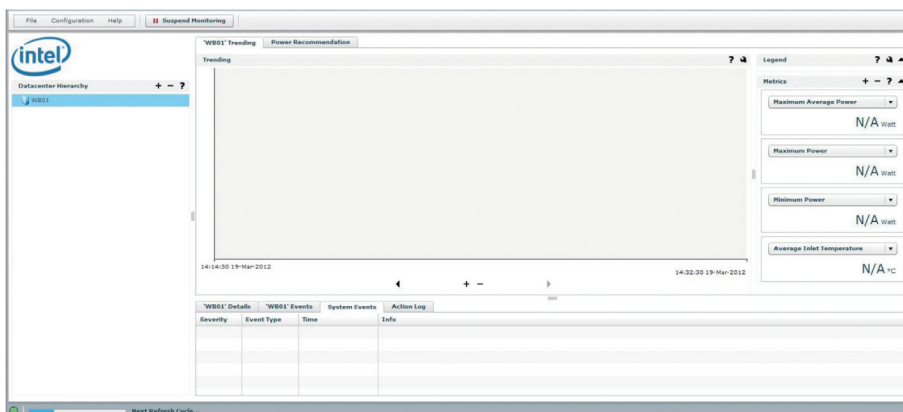 File Configuration Help Suspend Monitoring
intel
'WB01' Trending Power Recommendation
Trending ? Legend ?
Datacenter Hierarchy + − ?
WB01
Metrics + − ?
Maximum Average Power
N/A Watt
Maximum Power
N/A Watt
Minimum Power
N/A Watt
Average Inlet Temperature
N/A °C
14:14:30 19-Mar-2012
14:32:30 19-Mar-2012
+ −
'WB01' Details 'WB01' Events System Events Action Log
Severity Event Type Time Info
Next Refresh Cycle...